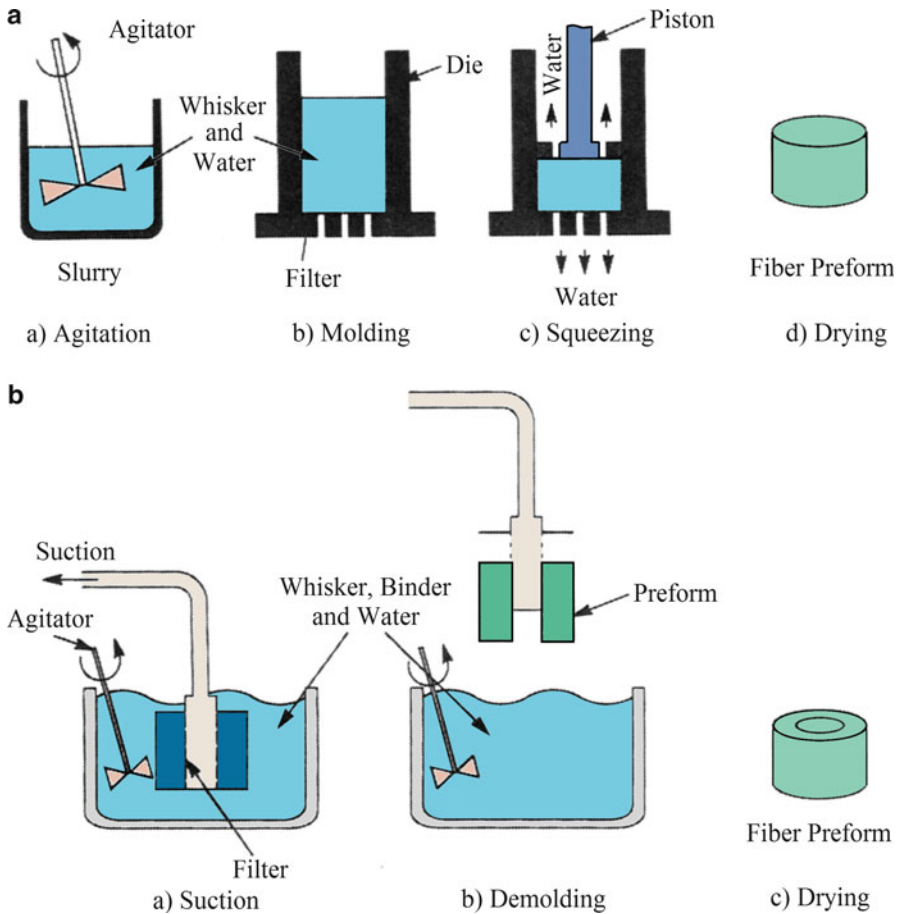 a
Agitator
Whisker
and
Water
Slurry
a) Agitation
Die
Filter
b) Molding
Piston
Water
Water
c) Squeezing
Fiber Preform
d) Drying
b
Suction
Agitator
Filter
a) Suction
Whisker, Binder
and Water
Preform
b) Demolding
Fiber Preform
c) Drying